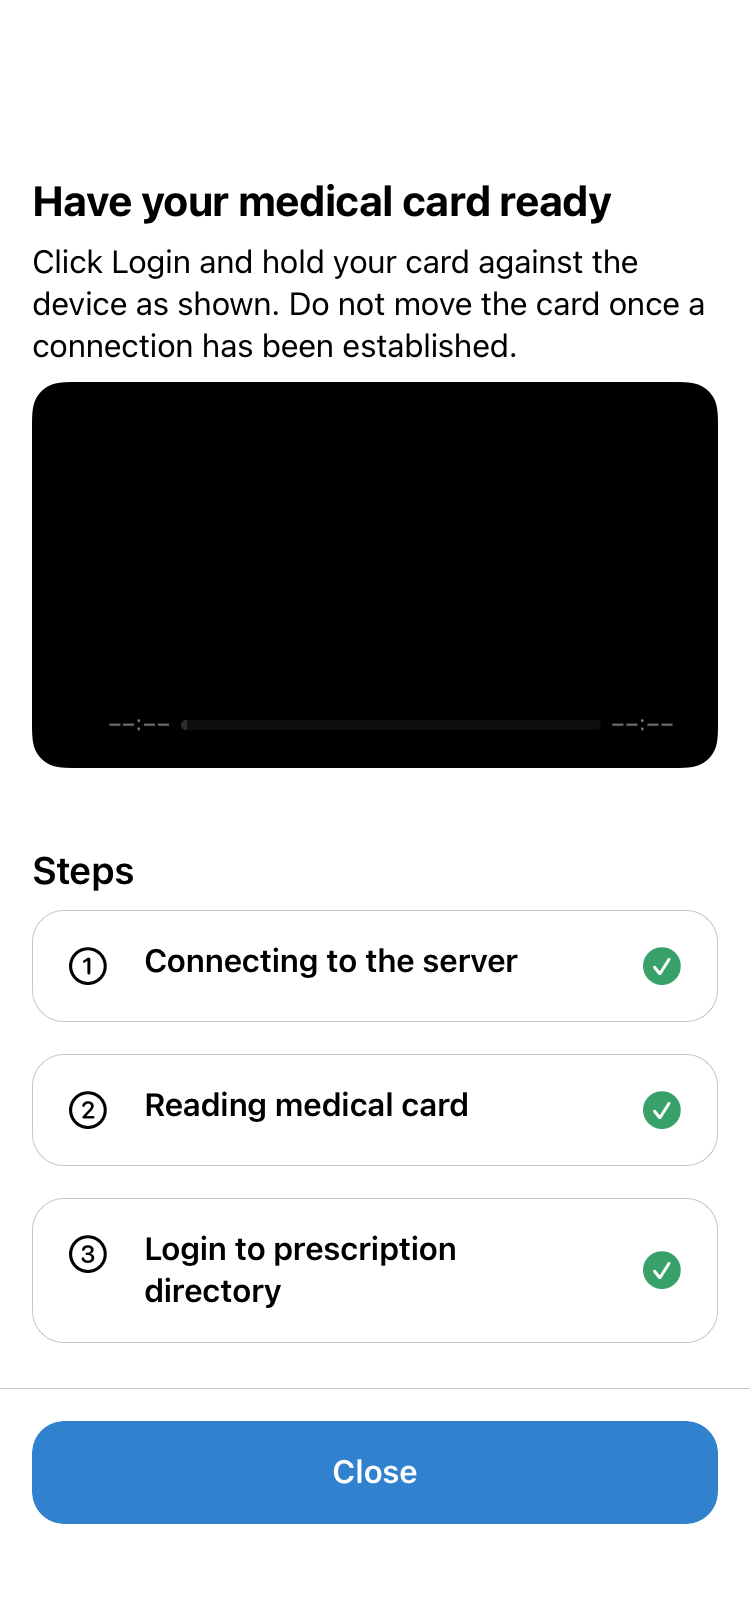 Have your medical card ready
Click Login and hold your card against the
device as shown. Do not move the card once a
connection has been established.
--:-- --:--
Steps
1 Connecting to the server
2 Reading medical card
3 Login to prescription
directory
Close